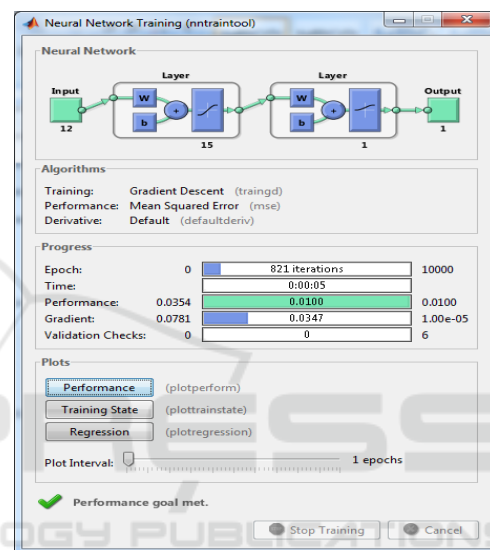 Neural Network Training (nntraintool)
Neural Network
Layer Layer
Input Output
W W
b b
12 1
15 1
Algorithms
Training: Gradient Descent (traingd)
Performance: Mean Squared Error (mse)
Derivative: Default (defaultderiv)
Progress
Epoch: 0 821 iterations 10000
Time: 0:00:05
Performance: 0.0354 0.0100 0.0100
Gradient: 0.0781 0.0347 1.00e-05
Validation Checks: 0 0 6
Plots
Performance (plotperform)
Training State (plottrainstate)
Regression (plotregression)
Plot Interval: 1 epochs
Performance goal met.
Stop Training Cancel